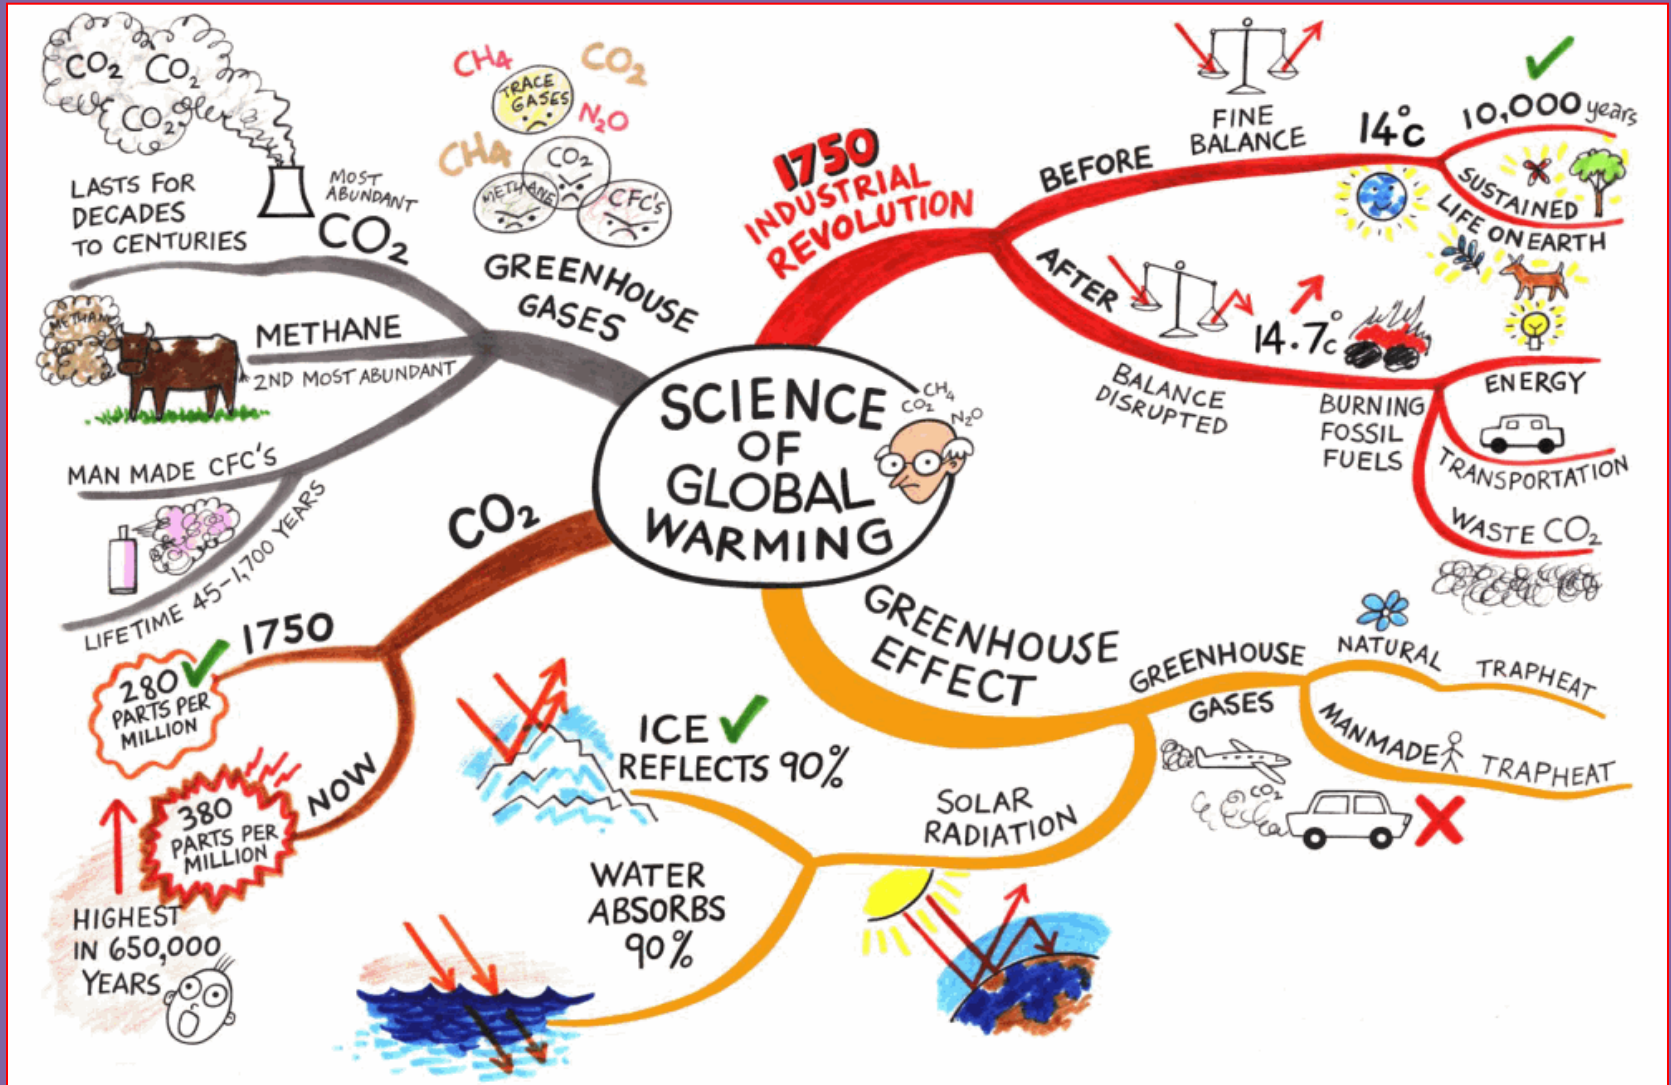 SCIENCE
OF
GLOBAL
WARMING
CH4
CO2
N2O
1750
INDUSTRIAL
REVOLUTION
BEFORE
FINE
BALANCE
14°C
10,000 years
SUSTAINED
LIFE ON EARTH
AFTER
BALANCE
DISRUPTED
14.7°C
BURNING
FOSSIL
FUELS
ENERGY
TRANSPORTATION
WASTE CO2
GREENHOUSE
EFFECT
GREENHOUSE
GASES
NATURAL
TRAPHEAT
MANMADE
TRAPHEAT
CO2
SOLAR
RADIATION
ICE
REFLECTS 90%
WATER
ABSORBS
90%
CO2
1750
280
PARTS PER
MILLION
NOW
380
PARTS PER
MILLION
HIGHEST
IN 650,000
YEARS
GREENHOUSE
GASES
CH4
CO2
TRACE
GASES
N2O
CH4
CO2
METHANE
CFC'S
CO2 CO2
CO2
MOST
ABUNDANT
CO2
LASTS FOR
DECADES
TO CENTURIES
METHANE
METHANE
2ND MOST ABUNDANT
MAN MADE CFC'S
LIFETIME 45-1,700 YEARS